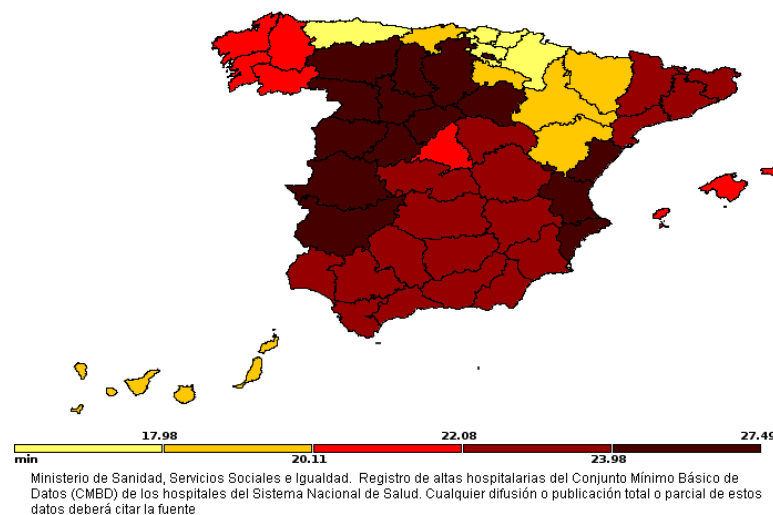 17.98 22.08 27.49
min 20.11 23.98
Ministerio de Sanidad, Servicios Sociales e Igualdad. Registro de altas hospitalarias del Conjunto Mínimo Básico de
Datos (CMBD) de los hospitales del Sistema Nacional de Salud. Cualquier difusión o publicación total o parcial de estos
datos deberá citar la fuente